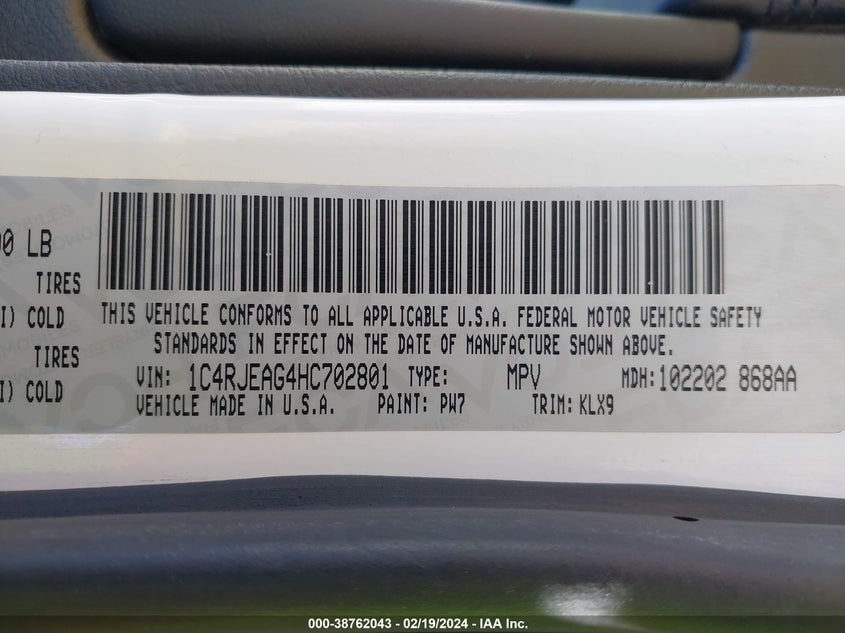 00 LB
TIRES
I) COLD
TIRES
I) COLD
THIS VEHICLE CONFORMS TO ALL APPLICABLE U.S.A. FEDERAL MOTOR VEHICLE SAFETY
STANDARDS IN EFFECT ON THE DATE OF MANUFACTURE SHOWN ABOVE.
VIN: 1C4RJEAG4HC702801 TYPE: MPV MDH:102202 868AA
VEHICLE MADE IN U.S.A. PAINT: PW7 TRIM: KLX9
000-38762043 - 02/19/2024 - IAA Inc.